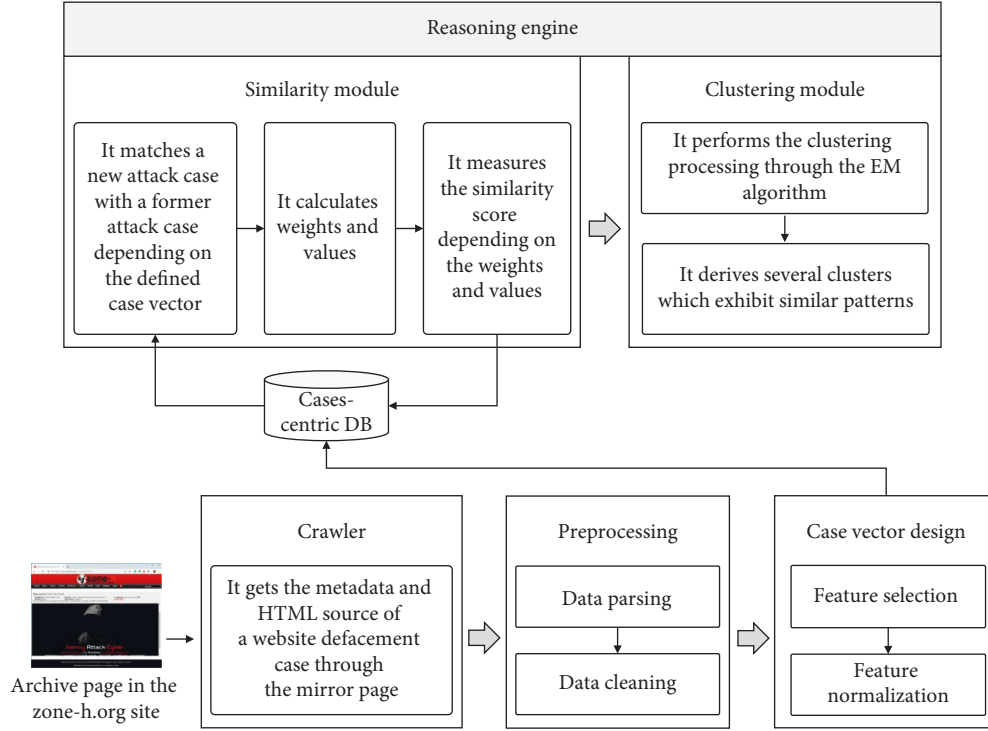 Reasoning engine
Similarity module
It matches a
new attack case
with a former
attack case
depending on
the defined
case vector
It calculates
weights and
values
It measures
the similarity
score
depending on
the weights
and values
Clustering module
It performs the clustering
processing through the EM
algorithm
It derives several clusters
which exhibit similar patterns
Cases-
centric DB
Archive page in the
zone-h.org site
Crawler
It gets the metadata and
HTML source of
a website defacement
case through
the mirror page
Preprocessing
Data parsing
Data cleaning
Case vector design
Feature selection
Feature
normalization